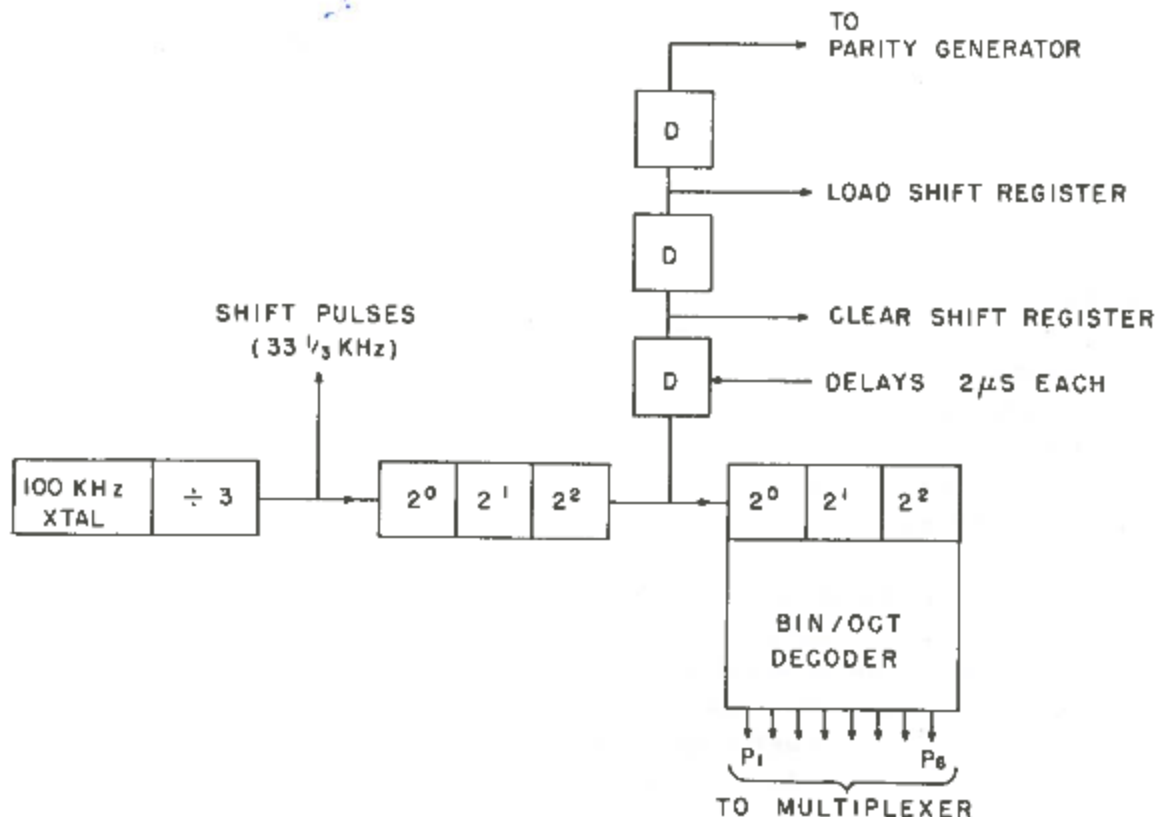 TO
PARITY GENERATOR
D
LOAD SHIFT REGISTER
D
SHIFT PULSES
(33 1/3 KHz)
CLEAR SHIFT REGISTER
D
DELAYS 2μS EACH
100 KHz
XTAL
÷ 3
2⁰ 2¹ 2²
2⁰ 2¹ 2²
BIN/OCT
DECODER
P₁ P₈
TO MULTIPLEXER